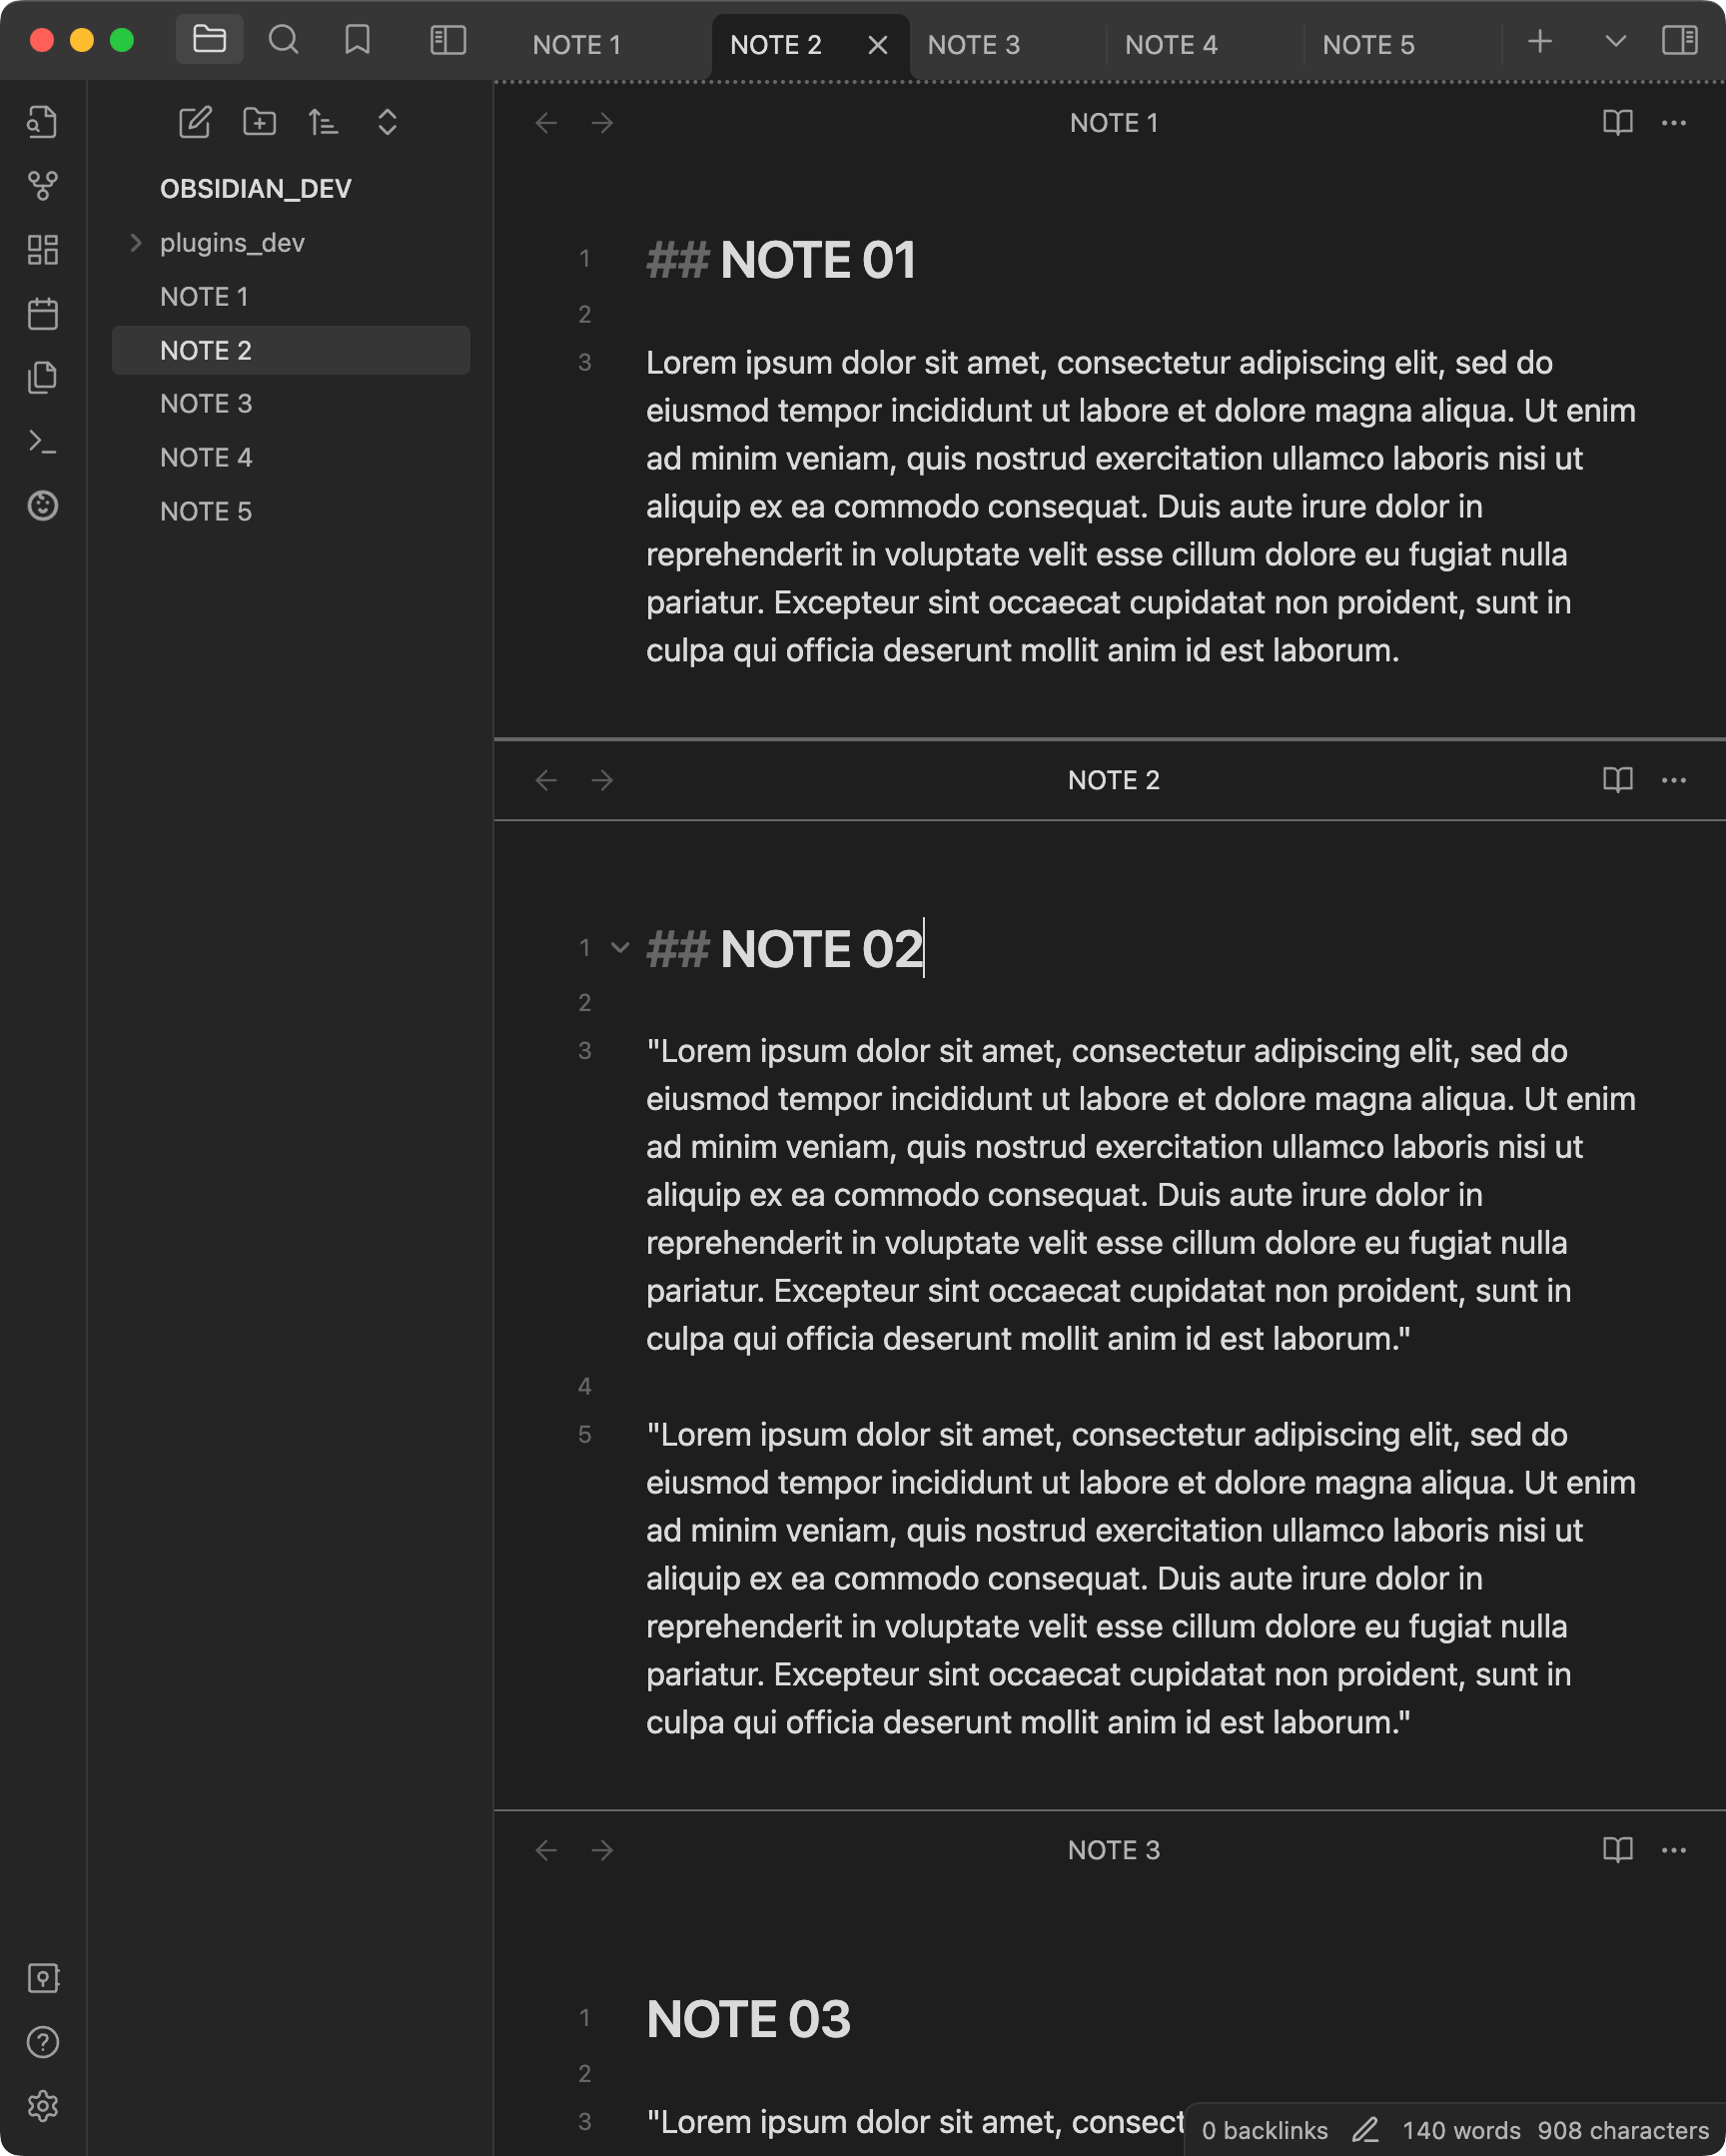 NOTE 1
NOTE 2
NOTE 3
NOTE 4
NOTE 5
OBSIDIAN_DEV
plugins_dev
NOTE 1
NOTE 2
NOTE 3
NOTE 4
NOTE 5
NOTE 1
1 ## NOTE 01
2
3 Lorem ipsum dolor sit amet, consectetur adipiscing elit, sed do
eiusmod tempor incididunt ut labore et dolore magna aliqua. Ut enim
ad minim veniam, quis nostrud exercitation ullamco laboris nisi ut
aliquip ex ea commodo consequat. Duis aute irure dolor in
reprehenderit in voluptate velit esse cillum dolore eu fugiat nulla
pariatur. Excepteur sint occaecat cupidatat non proident, sunt in
culpa qui officia deserunt mollit anim id est laborum.
NOTE 2
1 ## NOTE 02
2
3 "Lorem ipsum dolor sit amet, consectetur adipiscing elit, sed do
eiusmod tempor incididunt ut labore et dolore magna aliqua. Ut enim
ad minim veniam, quis nostrud exercitation ullamco laboris nisi ut
aliquip ex ea commodo consequat. Duis aute irure dolor in
reprehenderit in voluptate velit esse cillum dolore eu fugiat nulla
pariatur. Excepteur sint occaecat cupidatat non proident, sunt in
culpa qui officia deserunt mollit anim id est laborum."
4
5 "Lorem ipsum dolor sit amet, consectetur adipiscing elit, sed do
eiusmod tempor incididunt ut labore et dolore magna aliqua. Ut enim
ad minim veniam, quis nostrud exercitation ullamco laboris nisi ut
aliquip ex ea commodo consequat. Duis aute irure dolor in
reprehenderit in voluptate velit esse cillum dolore eu fugiat nulla
pariatur. Excepteur sint occaecat cupidatat non proident, sunt in
culpa qui officia deserunt mollit anim id est laborum."
NOTE 3
1 NOTE 03
2
3 "Lorem ipsum dolor sit amet, consect
0 backlinks 140 words 908 characters